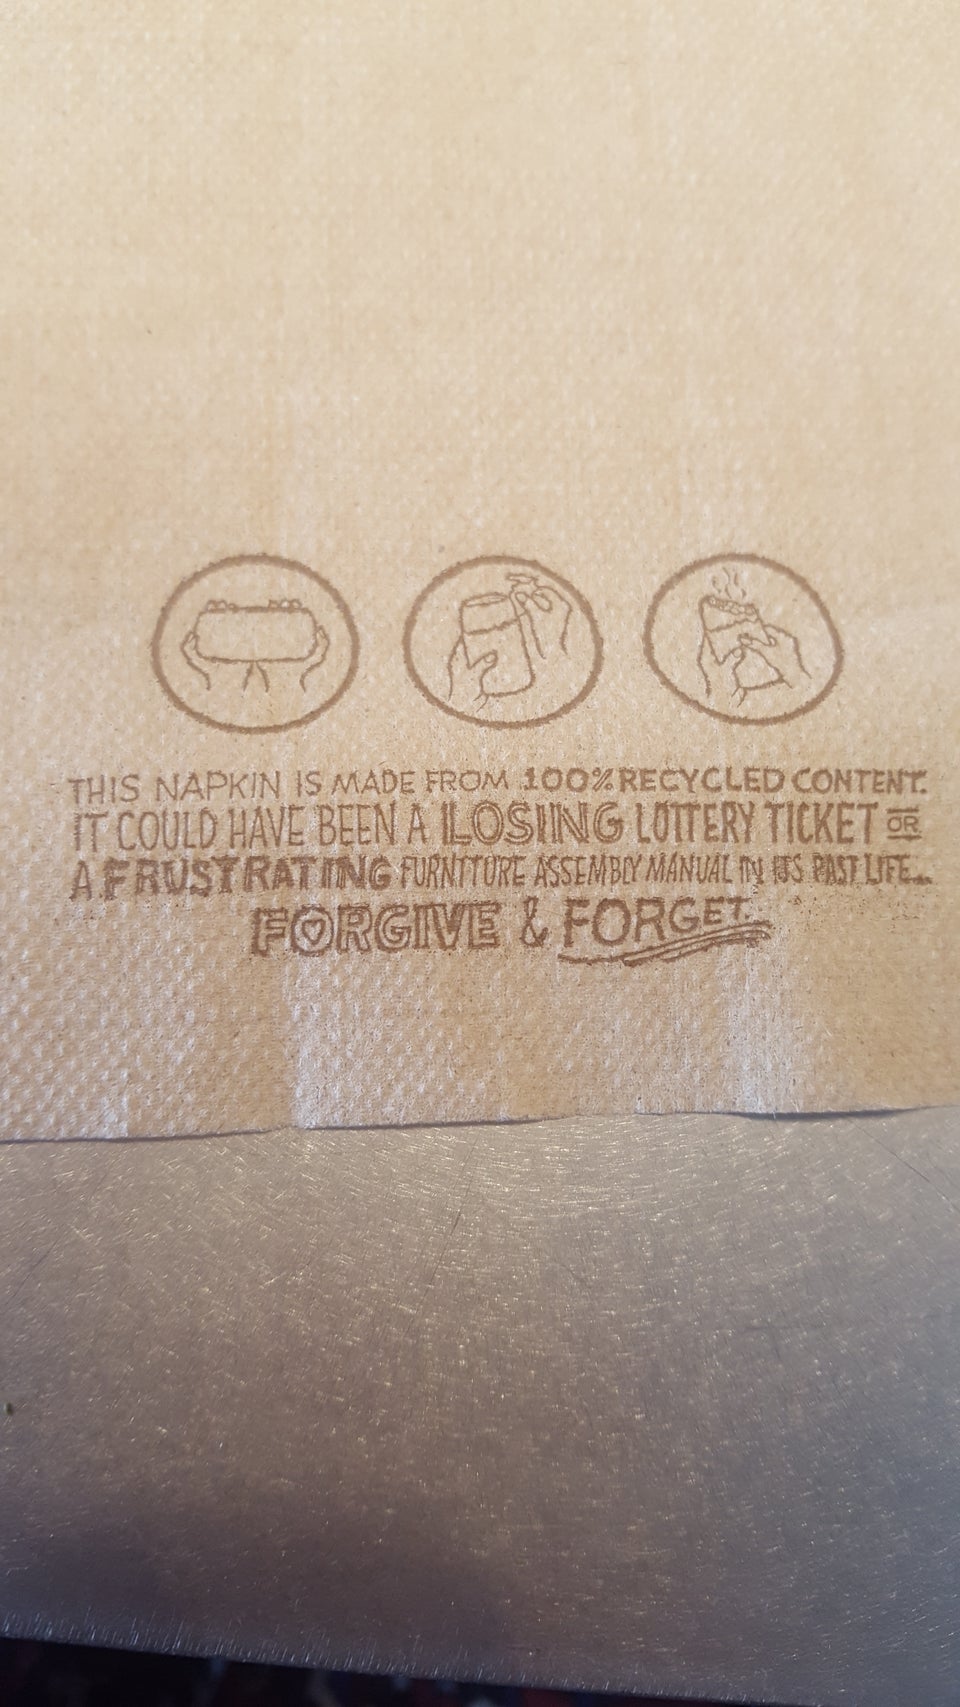 THIS NAPKIN IS MADE FROM 100% RECYCLED CONTENT.
IT COULD HAVE BEEN A LOSING LOTTERY TICKET OR
A FRUSTRATING FURNITURE ASSEMBLY MANUAL IN ITS PAST LIFE...
FORGIVE & FORGET.